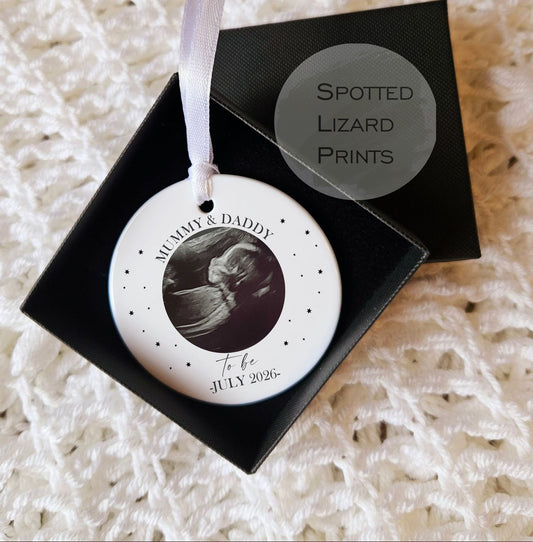 SPOTTED
LIZARD
PRINTS
MUMMY & DADDY
to be
-JULY 2026-